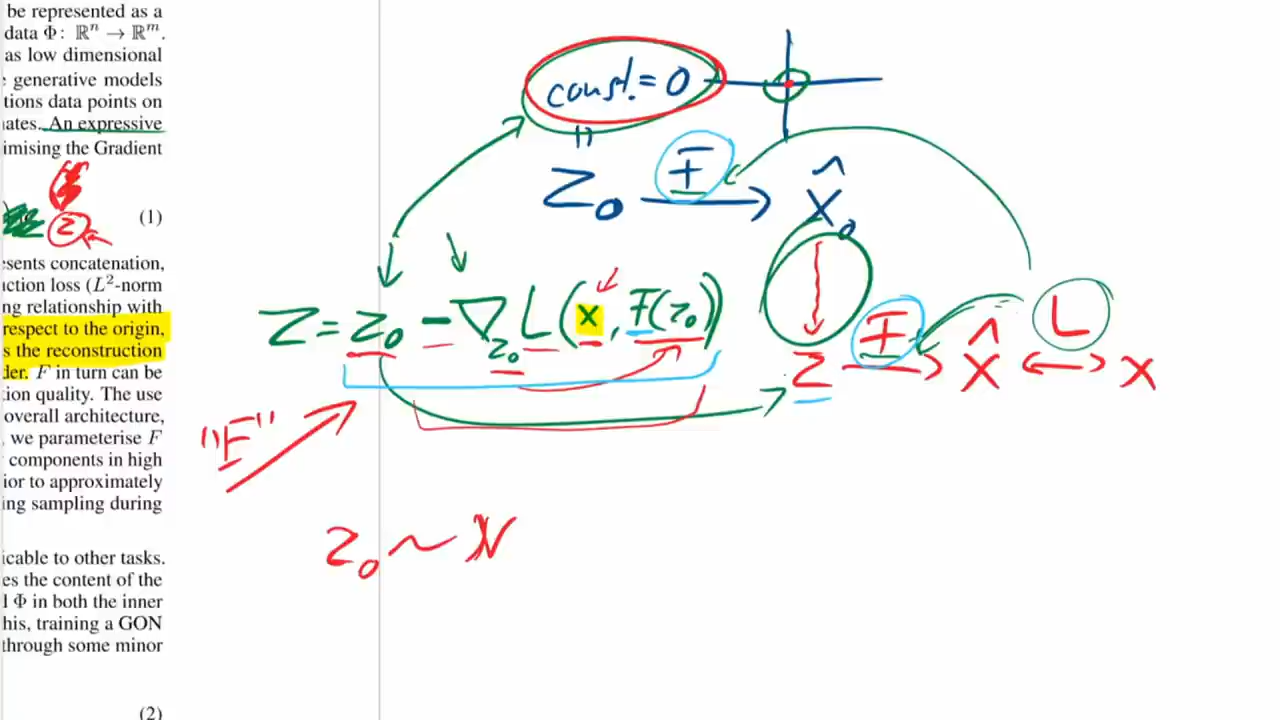 be represented as a
data Φ: ℝⁿ → ℝᵐ.
as low dimensional
generative models
tions data points on
nates. An expressive
imising the Gradient
z
(1)
esents concatenation,
ction loss (L²-norm
ng relationship with
respect to the origin,
s the reconstruction
der. F in turn can be
tion quality. The use
overall architecture,
, we parameterise F
components in high
ior to approximately
ing sampling during
icable to other tasks.
es the content of the
l Φ in both the inner
his, training a GON
through some minor
(2)
const. = 0
z₀ → F x̂₀
z = z₀ - ∇z₀ L(x, F(z₀))
z → F x̂ ↔ L x
"F"
z₀ ~ N